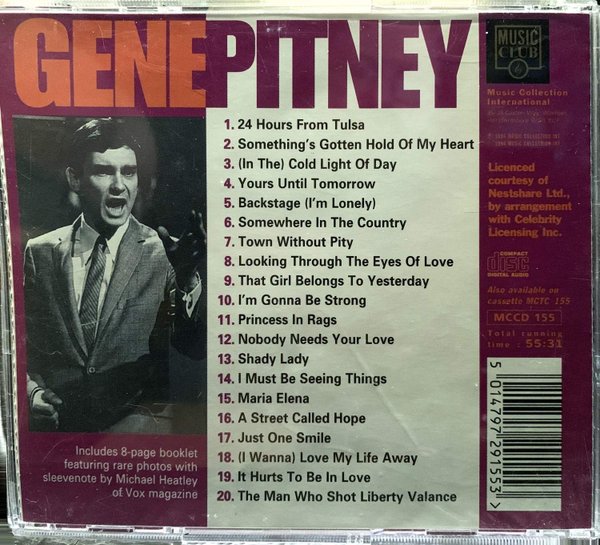 GENE PITNEY
1. 24 Hours From Tulsa
2. Something's Gotten Hold Of My Heart
3. (In The) Cold Light Of Day
4. Yours Until Tomorrow
5. Backstage (I'm Lonely)
6. Somewhere In The Country
7. Town Without Pity
8. Looking Through The Eyes Of Love
9. That Girl Belongs To Yesterday
10. I'm Gonna Be Strong
11. Princess In Rags
12. Nobody Needs Your Love
13. Shady Lady
14. I Must Be Seeing Things
15. Maria Elena
16. A Street Called Hope
17. Just One Smile
18. (I Wanna) Love My Life Away
19. It Hurts To Be In Love
20. The Man Who Shot Liberty Valance
Includes 8-page booklet
featuring rare photos with
sleevenote by Michael Heatley
of Vox magazine
MUSIC
CLUB
Music Collection
International
Licenced
courtesy of
Nestshare Ltd.,
by arrangement
with Celebrity
Licensing Inc.
COMPACT
disc
DIGITAL AUDIO
Also available on
cassette MCTC 155
MCCD 155
Total running
time : 55:31
5 014797 291553 >